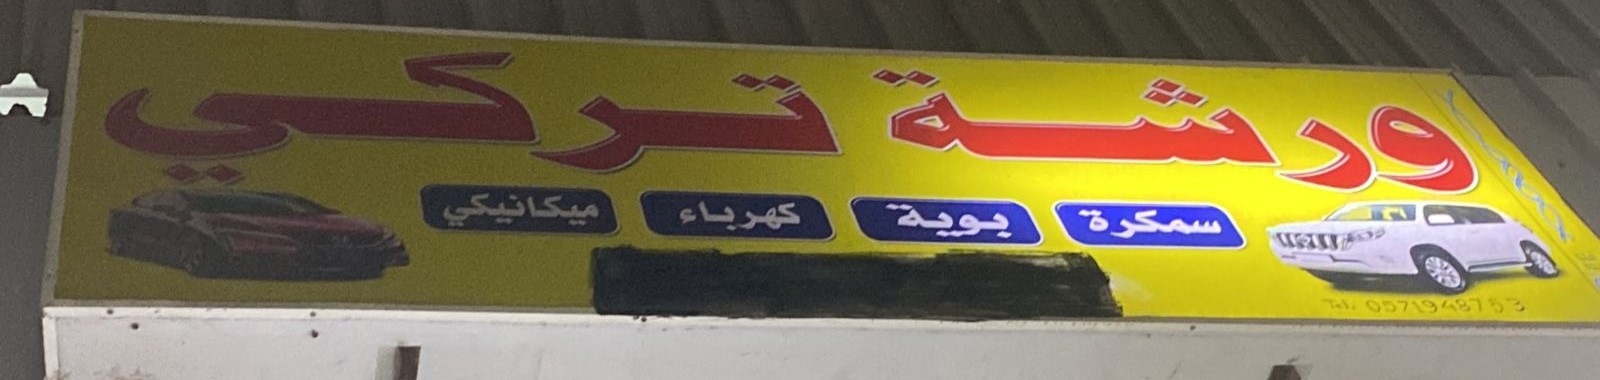 ورشة تركي
سمكرة بوية كهرباء ميكانيكي
Tel: 0571948753